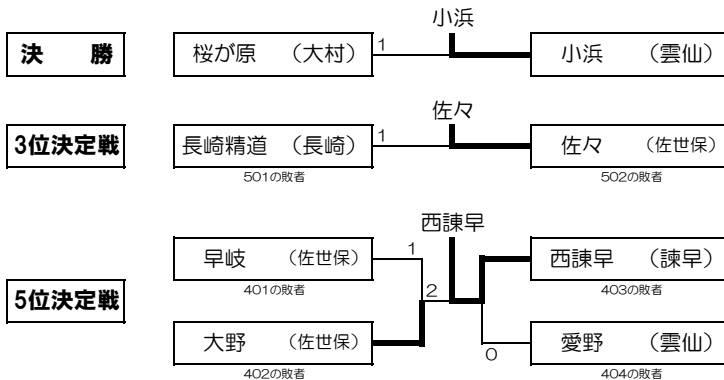 小浜
決　勝 桜が原 （大村） 1 小浜 （雲仙）
佐々
3位決定戦 長崎精道 （長崎） 1 佐々 （佐世保）
501の敗者 502の敗者
西諫早
早岐 （佐世保） 1 西諫早 （諫早）
401の敗者 403の敗者
5位決定戦 2
大野 （佐世保） 0 愛野 （雲仙）
402の敗者 404の敗者